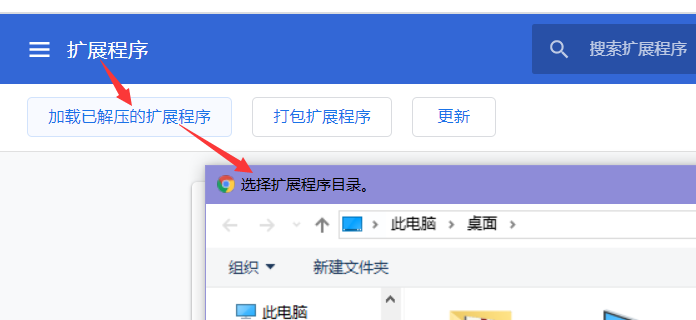 扩展程序
搜索扩展程序
加载已解压的扩展程序 打包扩展程序 更新
选择扩展程序目录。
此电脑 桌面
组织 新建文件夹
此电脑